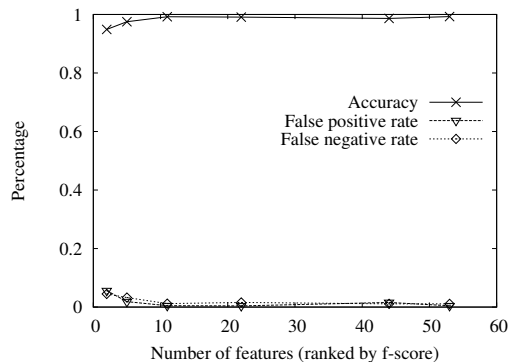 1
0.8
0.6
0.4
0.2
0
Percentage
Accuracy
False positive rate
False negative rate
0 10 20 30 40 50 60
Number of features (ranked by f-score)